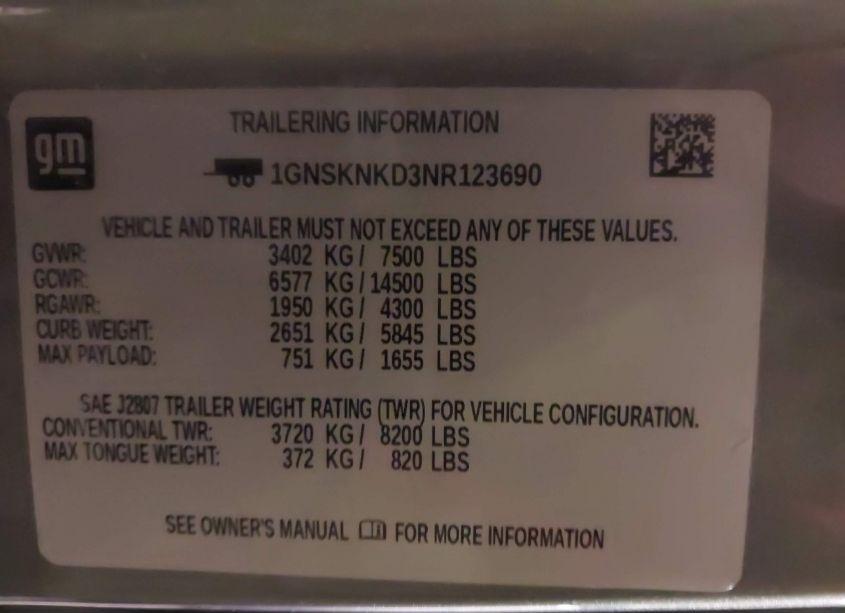 gm
TRAILERING INFORMATION
1GNSKNKD3NR123690
VEHICLE AND TRAILER MUST NOT EXCEED ANY OF THESE VALUES.
GVWR: 3402 KG / 7500 LBS
GCWR: 6577 KG / 14500 LBS
RGAWR: 1950 KG / 4300 LBS
CURB WEIGHT: 2651 KG / 5845 LBS
MAX PAYLOAD: 751 KG / 1655 LBS
SAE J2807 TRAILER WEIGHT RATING (TWR) FOR VEHICLE CONFIGURATION.
CONVENTIONAL TWR: 3720 KG / 8200 LBS
MAX TONGUE WEIGHT: 372 KG / 820 LBS
SEE OWNER'S MANUAL FOR MORE INFORMATION